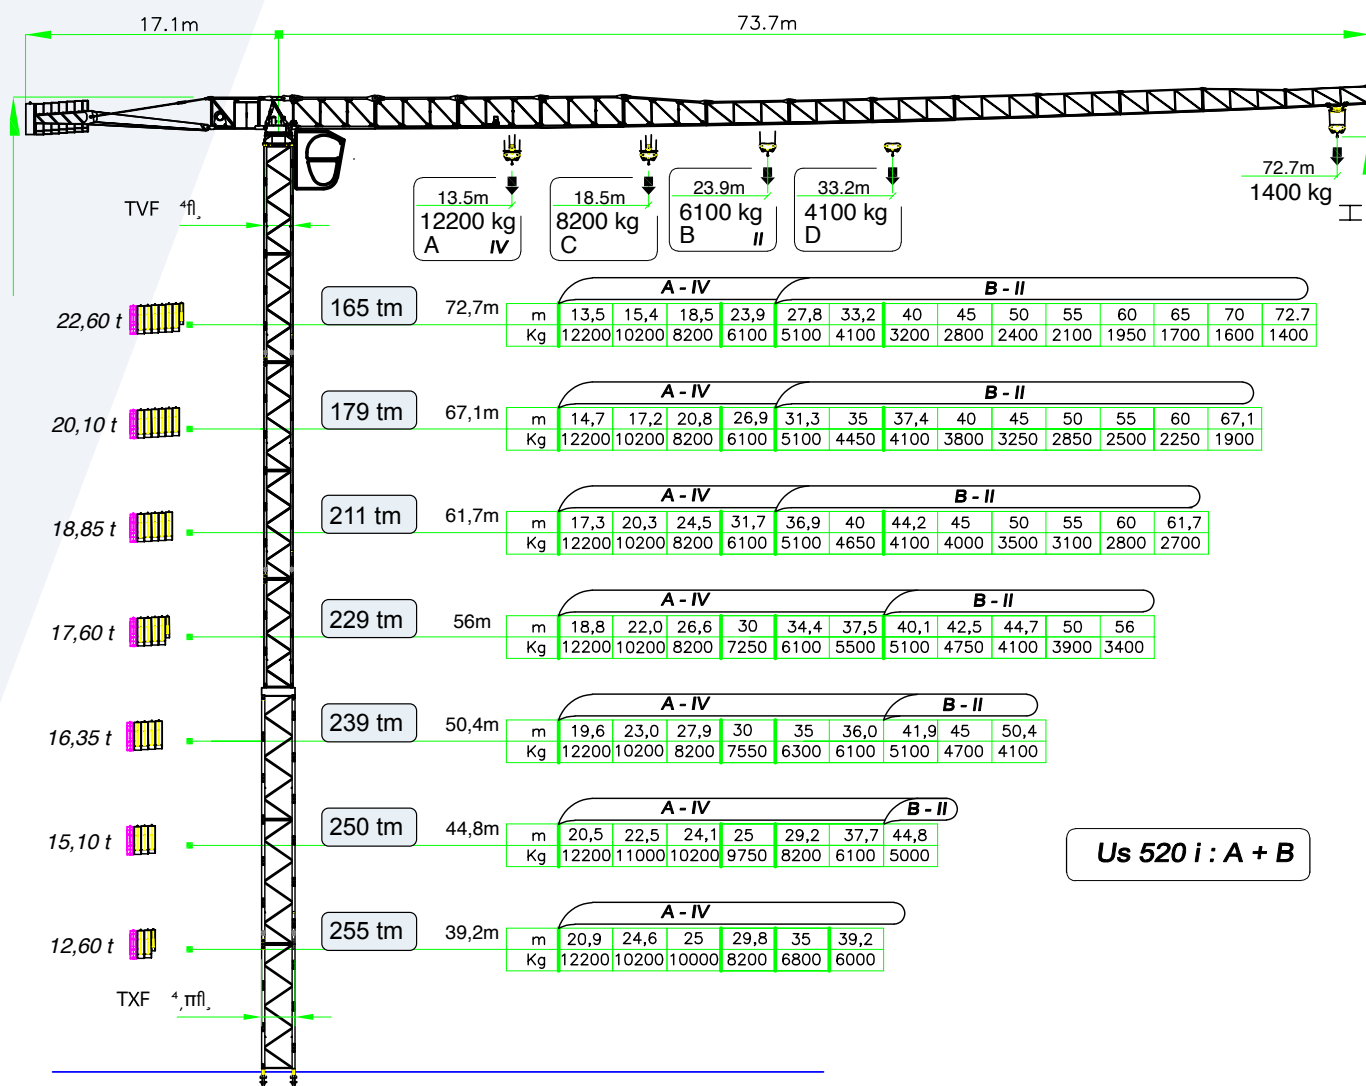 17.1m 73.7m
13.5m
12200 kg
A IV
18.5m
8200 kg
C
23.9m
6100 kg
B II
33.2m
4100 kg
D
72.7m
1400 kg
TVF
A - IV B - II
22,60 t 165 tm 72,7m m 13,5 15,4 18,5 23,9 27,8 33,2 40 45 50 55 60 65 70 72.7
Kg 12200 10200 8200 6100 5100 4100 3200 2800 2400 2100 1950 1700 1600 1400
A - IV B - II
20,10 t 179 tm 67,1m m 14,7 17,2 20,8 26,9 31,3 35 37,4 40 45 50 55 60 67,1
Kg 12200 10200 8200 6100 5100 4450 4100 3800 3250 2850 2500 2250 1900
A - IV B - II
18,85 t 211 tm 61,7m m 17,3 20,3 24,5 31,7 36,9 40 44,2 45 50 55 60 61,7
Kg 12200 10200 8200 6100 5100 4650 4100 4000 3500 3100 2800 2700
A - IV B - II
17,60 t 229 tm 56m m 18,8 22,0 26,6 30 34,4 37,5 40,1 42,5 44,7 50 56
Kg 12200 10200 8200 7250 6100 5500 5100 4750 4100 3900 3400
A - IV B - II
16,35 t 239 tm 50,4m m 19,6 23,0 27,9 30 35 36,0 41,9 45 50,4
Kg 12200 10200 8200 7550 6300 6100 5100 4700 4100
A - IV B - II
15,10 t 250 tm 44,8m m 20,5 22,5 24,1 25 29,2 37,7 44,8
Kg 12200 11000 10200 9750 8200 6100 5000
Us 520 i : A + B
A - IV
12,60 t 255 tm 39,2m m 20,9 24,6 25 29,8 35 39,2
Kg 12200 10200 10000 8200 6800 6000
TXF